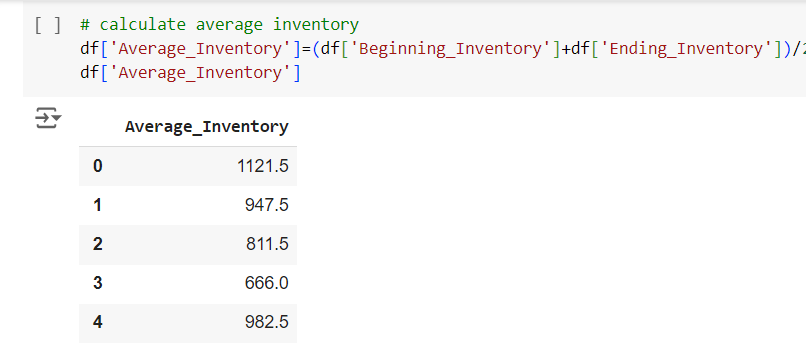 [ ] # calculate average inventory
df['Average_Inventory']=(df['Beginning_Inventory']+df['Ending_Inventory'])/2
df['Average_Inventory']
Average_Inventory
0 1121.5
1 947.5
2 811.5
3 666.0
4 982.5